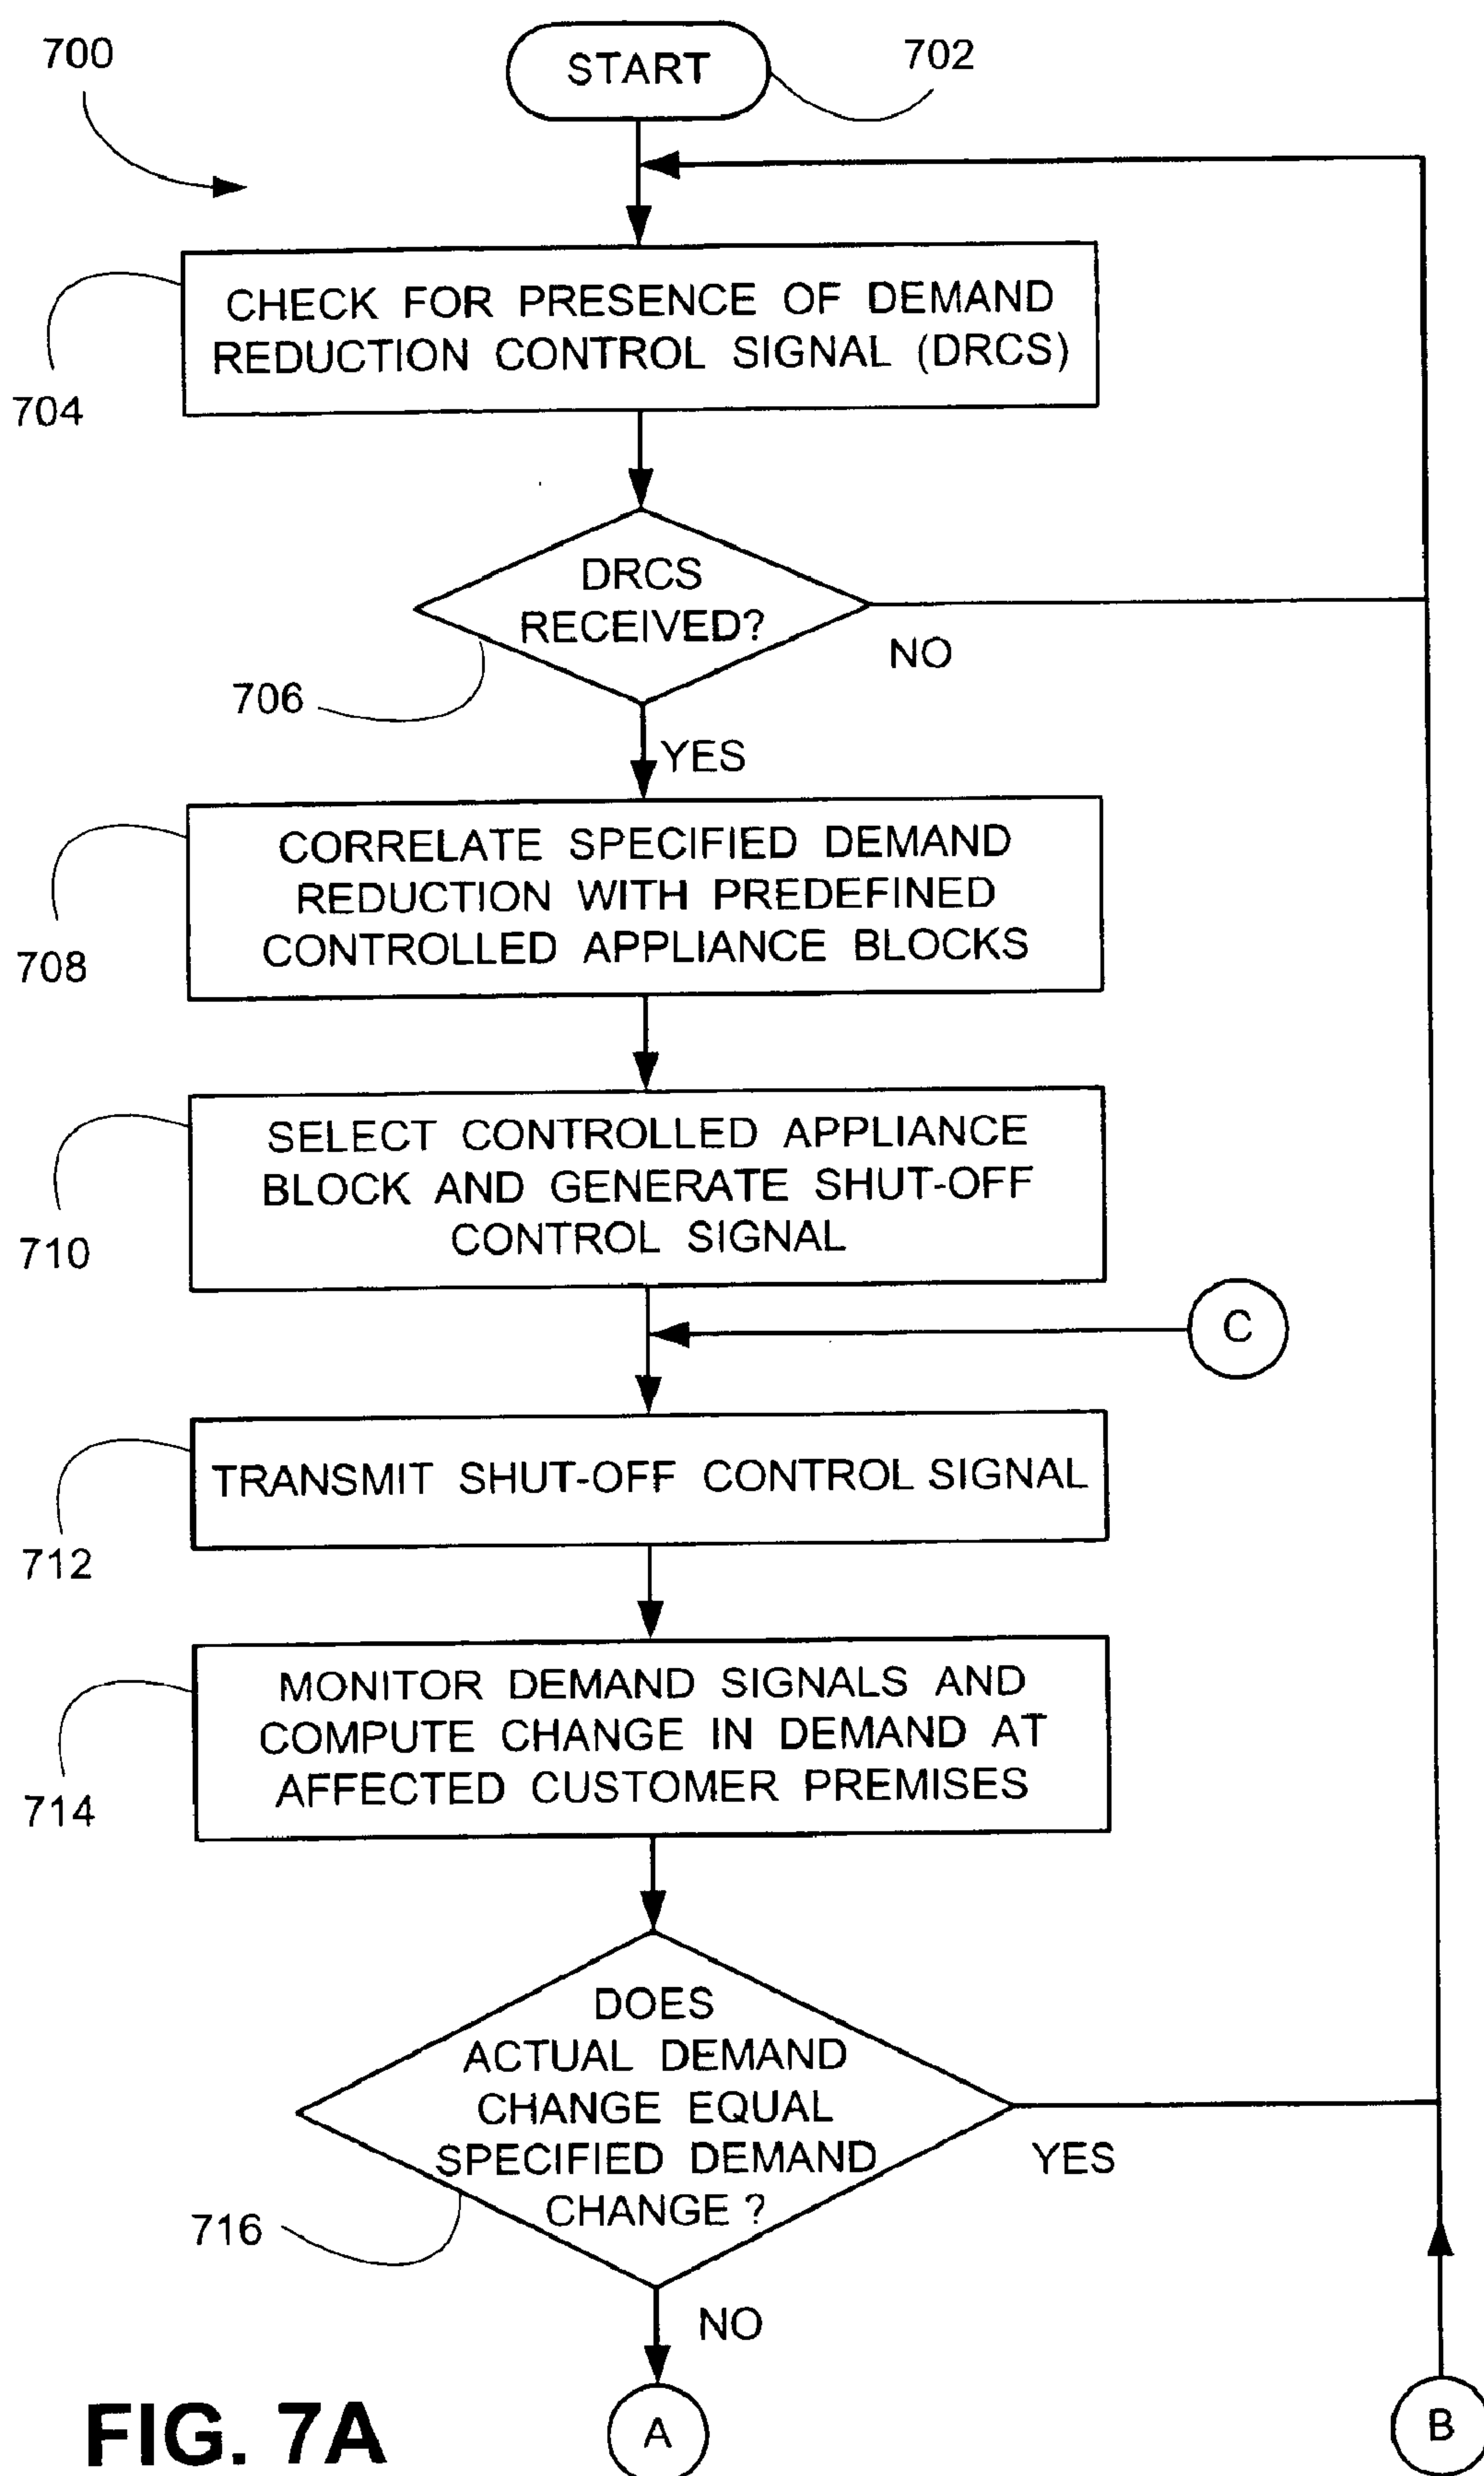 700
START
702
CHECK FOR PRESENCE OF DEMAND
REDUCTION CONTROL SIGNAL (DRCS)
704
DRCS
RECEIVED?
NO
706
YES
CORRELATE SPECIFIED DEMAND
REDUCTION WITH PREDEFINED
CONTROLLED APPLIANCE BLOCKS
708
SELECT CONTROLLED APPLIANCE
BLOCK AND GENERATE SHUT-OFF
CONTROL SIGNAL
710
C
TRANSMIT SHUT-OFF CONTROL SIGNAL
712
MONITOR DEMAND SIGNALS AND
COMPUTE CHANGE IN DEMAND AT
AFFECTED CUSTOMER PREMISES
714
DOES
ACTUAL DEMAND
CHANGE EQUAL
SPECIFIED DEMAND
CHANGE ?
YES
716
NO
FIG. 7A
A
B